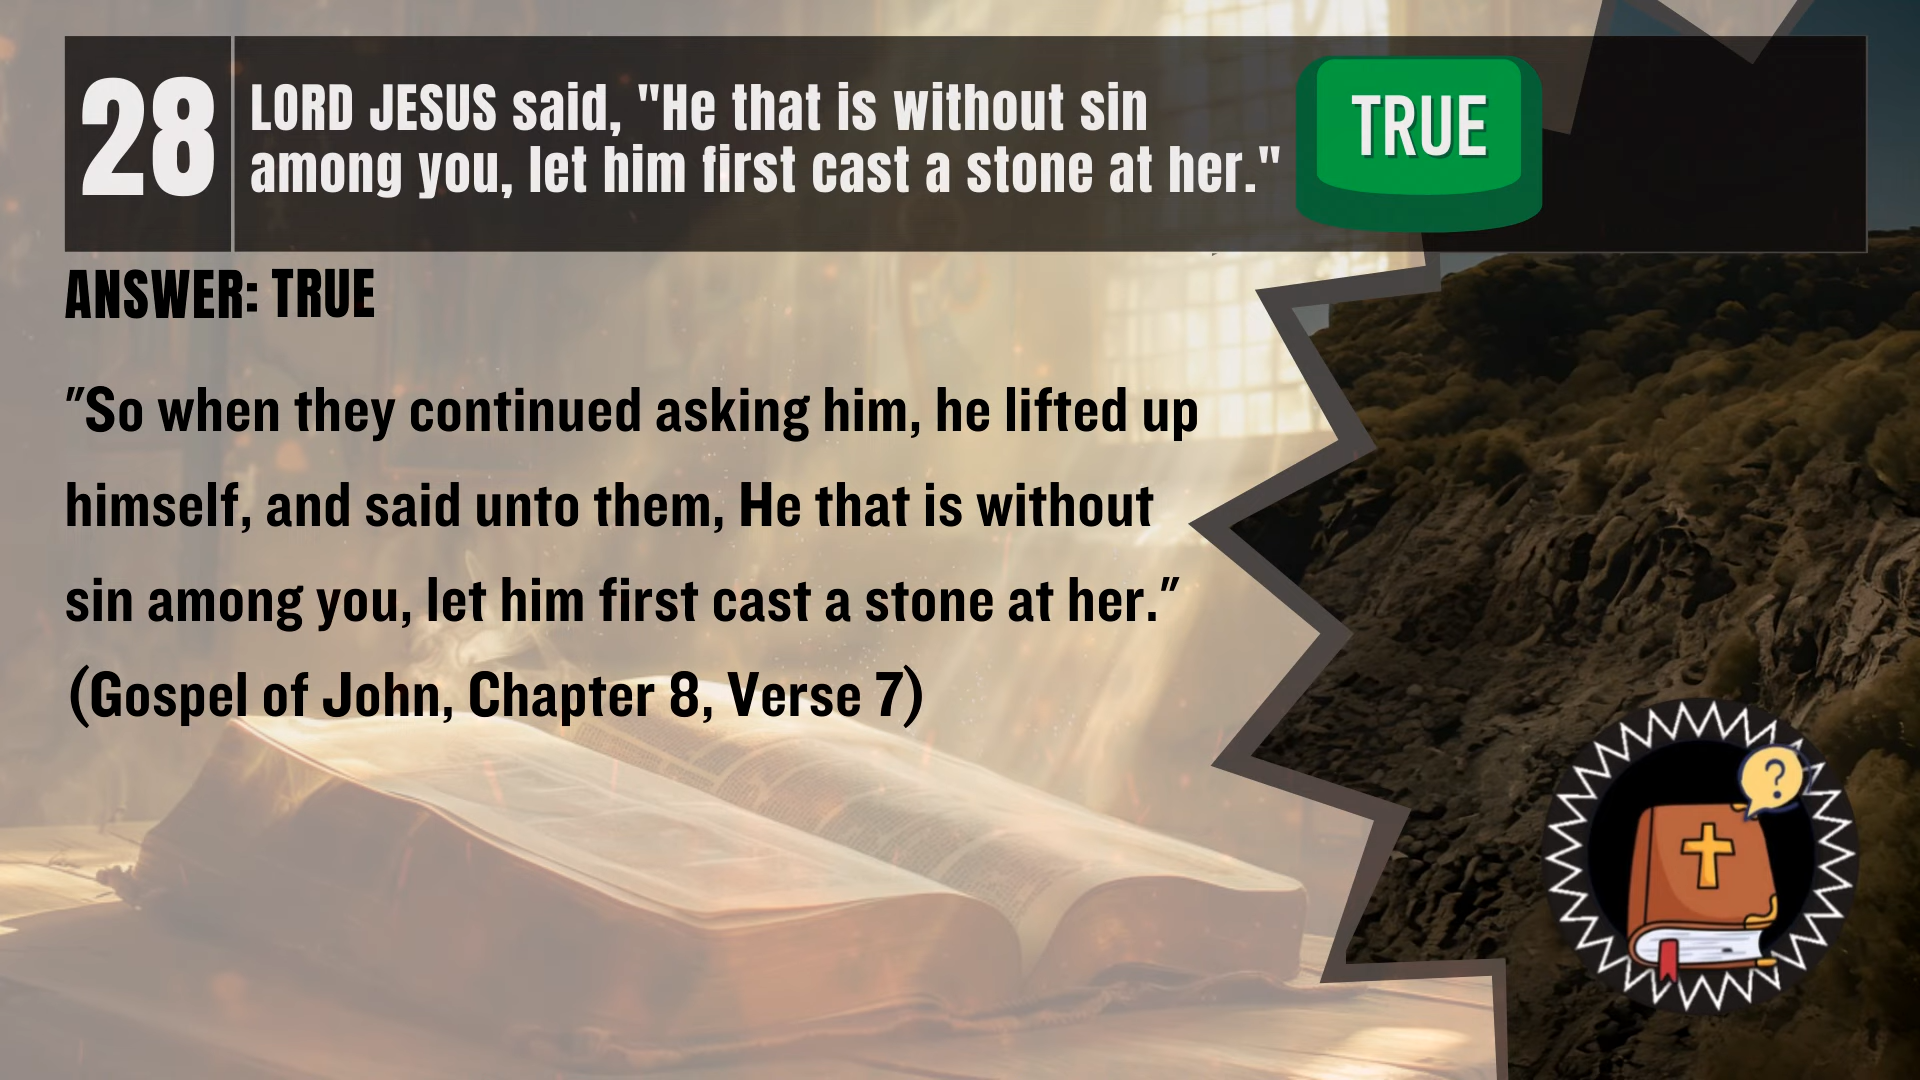 28
LORD JESUS said, "He that is without sin
among you, let him first cast a stone at her."
TRUE
ANSWER: TRUE
"So when they continued asking him, he lifted up
himself, and said unto them, He that is without
sin among you, let him first cast a stone at her."
(Gospel of John, Chapter 8, Verse 7)
?